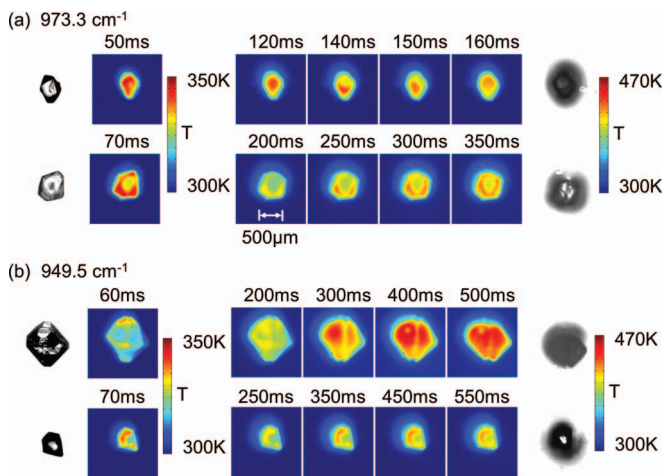 (a) 973.3 cm⁻¹
50ms 120ms 140ms 150ms 160ms
350K 470K
T T
70ms 200ms 250ms 300ms 350ms
300K 300K
500μm
(b) 949.5 cm⁻¹
60ms 200ms 300ms 400ms 500ms
350K 470K
T T
70ms 250ms 350ms 450ms 550ms
300K 300K